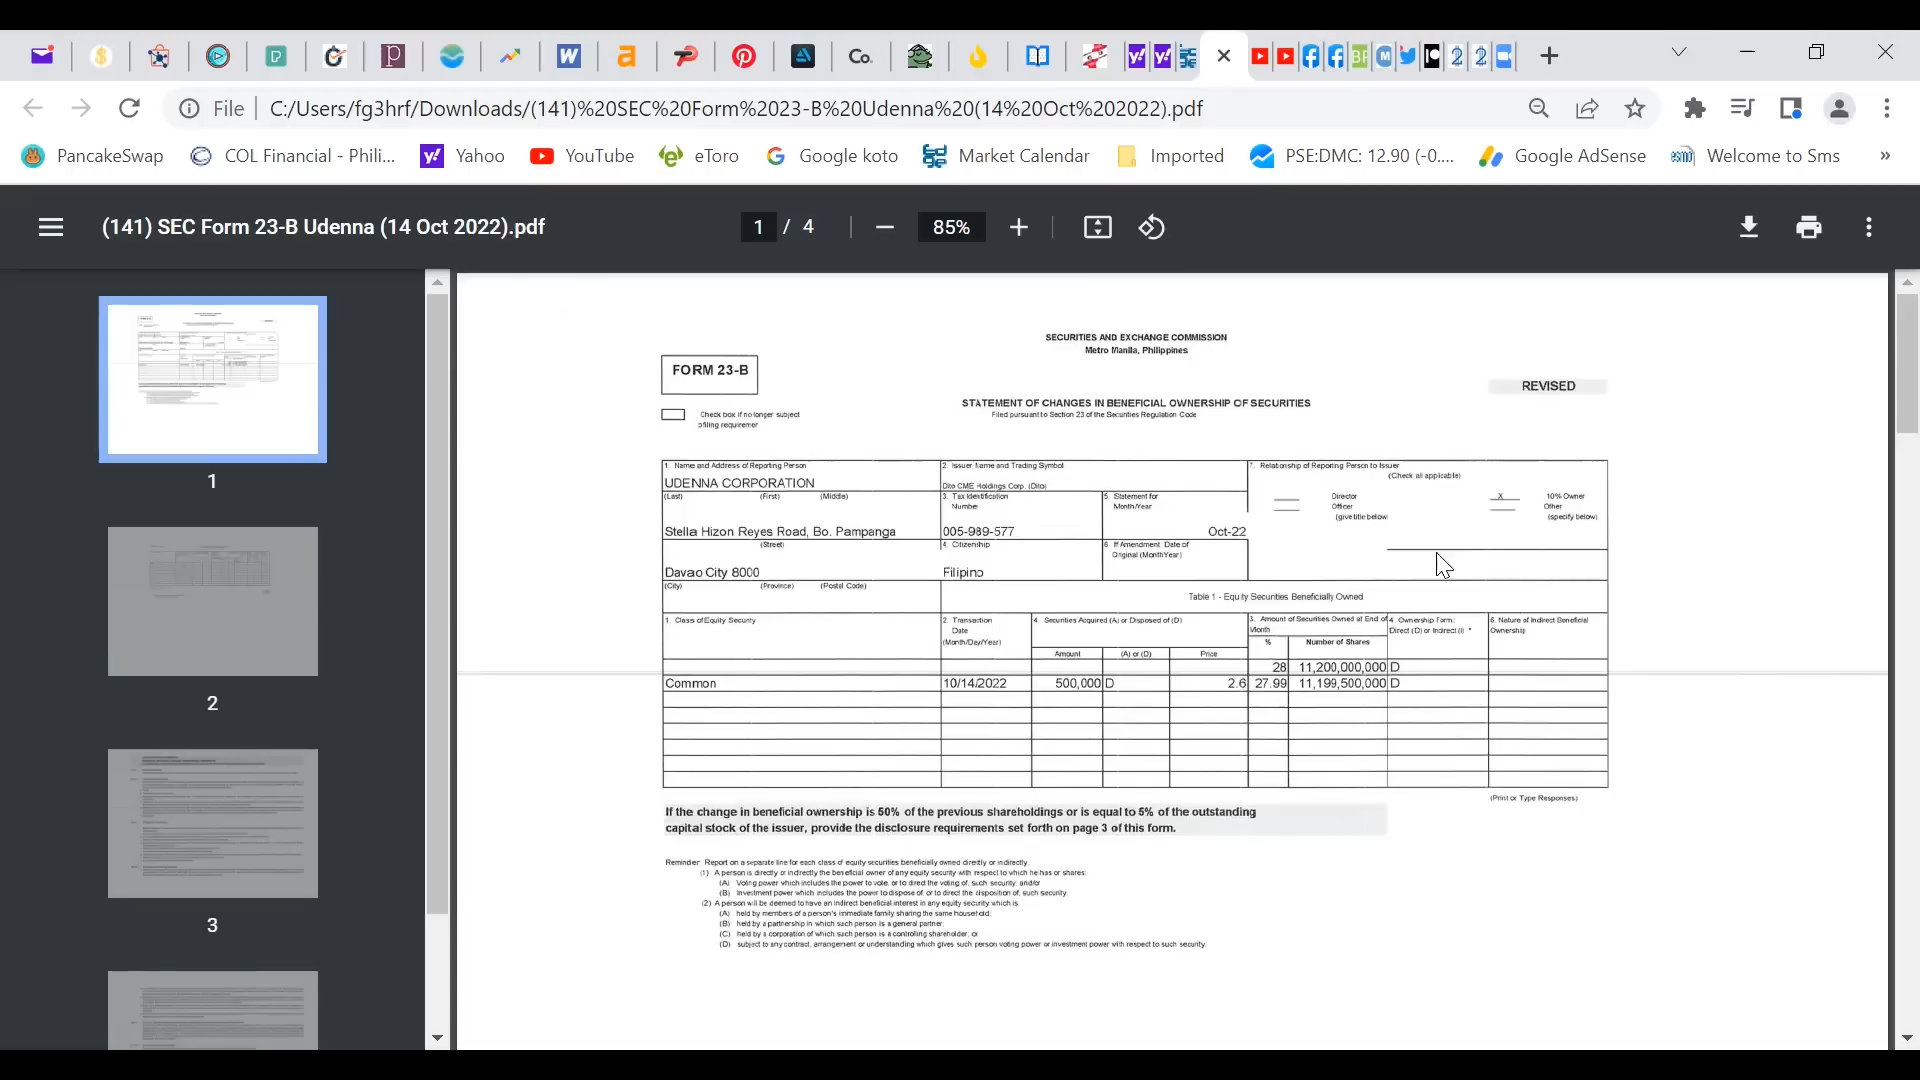 Co.
File C:/Users/fg3hrf/Downloads/(141)%20SEC%20Form%2023-B%20Udenna%20(14%20Oct%202022).pdf
PancakeSwap COL Financial - Phili... Yahoo YouTube eToro Google koto Market Calendar Imported PSE:DMC: 12.90 (-0.... Google AdSense Welcome to Sms »
(141) SEC Form 23-B Udenna (14 Oct 2022).pdf 1 / 4 85%
1
2
3
SECURITIES AND EXCHANGE COMMISSION
Metro Manila, Philippines
FORM 23-B
REVISED
STATEMENT OF CHANGES IN BENEFICIAL OWNERSHIP OF SECURITIES
Filed pursuant to Section 23 of the Securities Regulation Code
Check box if no longer subject
ofiling requiremer
1. Name and Address of Reporting Person
UDENNA CORPORATION
(Last) (First) (Middle)
Stella Hizon Reyes Road, Bo. Pampanga
(Street)
Davao City 8000
(City) (Province) (Postal Code)
2. Issuer Name and Trading Symbol
Dito CME Holdings Corp. (Dito)
3. Tax Identification
Number
005-989-577
5. Statement for
Month/Year
Oct-22
4. Citizenship
Filipino
6. If Amendment, Date of
Original (MonthYear)
7. Relationship of Reporting Person to Issuer
(Check all applicable)
Director X 10% Owner
Officer Other
(give title below) (specify below)
Table 1 - Equity Securities Beneficially Owned
1. Class of Equity Security
2. Transaction
Date
(Month/Day/Year)
4. Securities Acquired (A) or Disposed of (D)
Amount (A) or (D) Price
3. Amount of Securities Owned at End of
Month
% Number of Shares
4. Ownership Form:
Direct (D) or Indirect (I) *
6. Nature of Indirect Beneficial
Ownership
28 11,200,000,000 D
Common 10/14/2022 500,000 D 2.6 27.99 11,199,500,000 D
(Print or Type Responses)
If the change in beneficial ownership is 50% of the previous shareholdings or is equal to 5% of the outstanding
capital stock of the issuer, provide the disclosure requirements set forth on page 3 of this form.
Reminder: Report on a separate line for each class of equity securities beneficially owned directly or indirectly.
(1) A person is directly or indirectly the beneficial owner of any equity security with respect to which he has or shares:
(A) Voting power which includes the power to vote, or to direct the voting of, such security; and/or
(B) Investment power which includes the power to dispose of, or to direct the disposition of, such security.
(2) A person will be deemed to have an indirect beneficial interest in any equity security which is:
(A) held by members of a person's immediate family sharing the same household;
(B) held by a partnership in which such person is a general partner;
(C) held by a corporation of which such person is a controlling shareholder; or
(D) subject to any contract, arrangement or understanding which gives such person voting power or investment power with respect to such security.